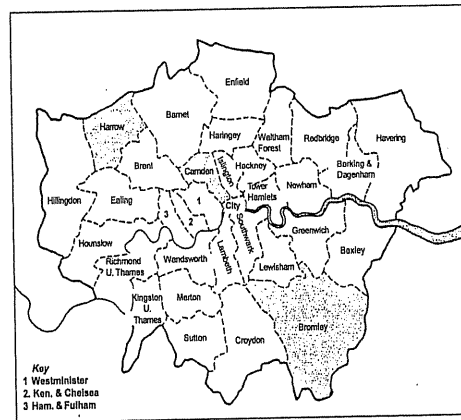 Enfield
Barnet
Harrow
Haringey
Waltham
Forest
Redbridge
Havering
Brent
Camden
Islington
Hackney
Barking &
Dagenham
Hillingdon
Ealing
Tower
Hamlets
Newham
City
1
2
3
Southwark
Greenwich
Hounslow
Bexley
Richmond
U. Thames
Wandsworth
Lambeth
Lewisham
Kingston
U.
Thames
Merton
Bromley
Sutton
Croydon
Key
1 Westminister
2. Ken. & Chelsea
3 Ham. & Fulham